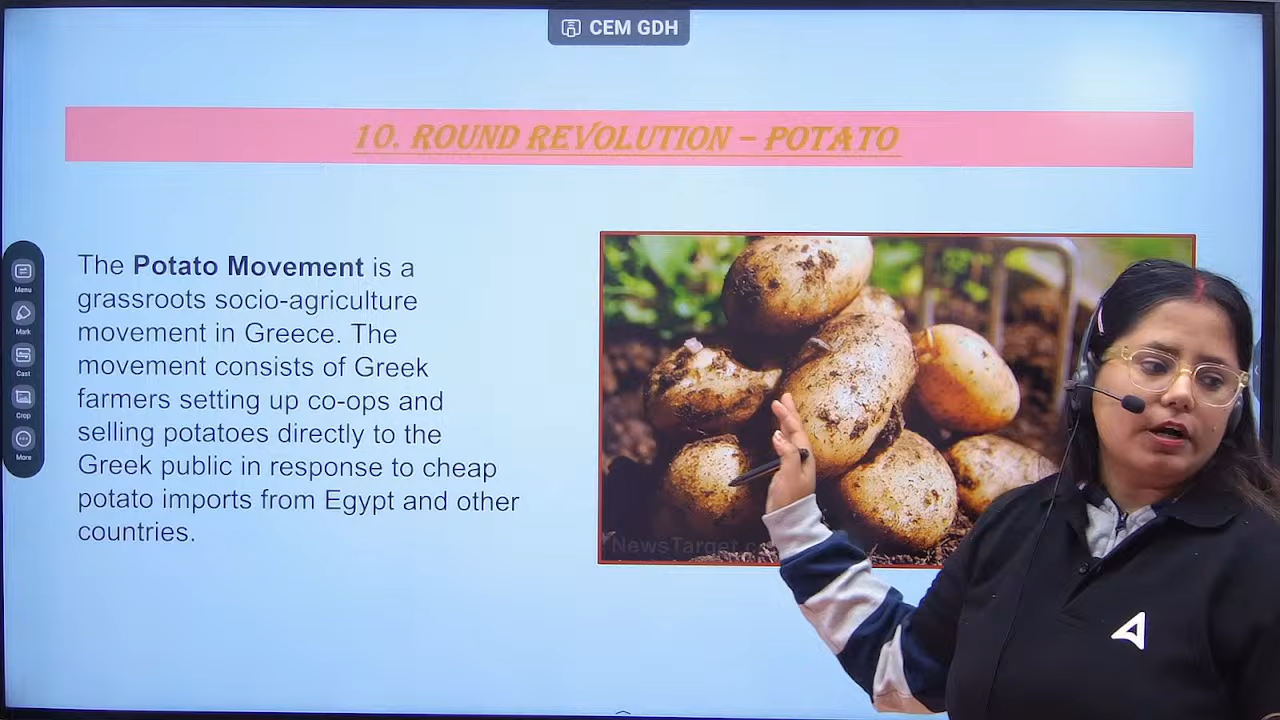 CEM GDH
10. ROUND REVOLUTION – POTATO
The Potato Movement is a
grassroots socio-agriculture
movement in Greece. The
movement consists of Greek
farmers setting up co-ops and
selling potatoes directly to the
Greek public in response to cheap
potato imports from Egypt and other
countries.
Menu
Mark
Cast
Crop
More
NewsTarget.c